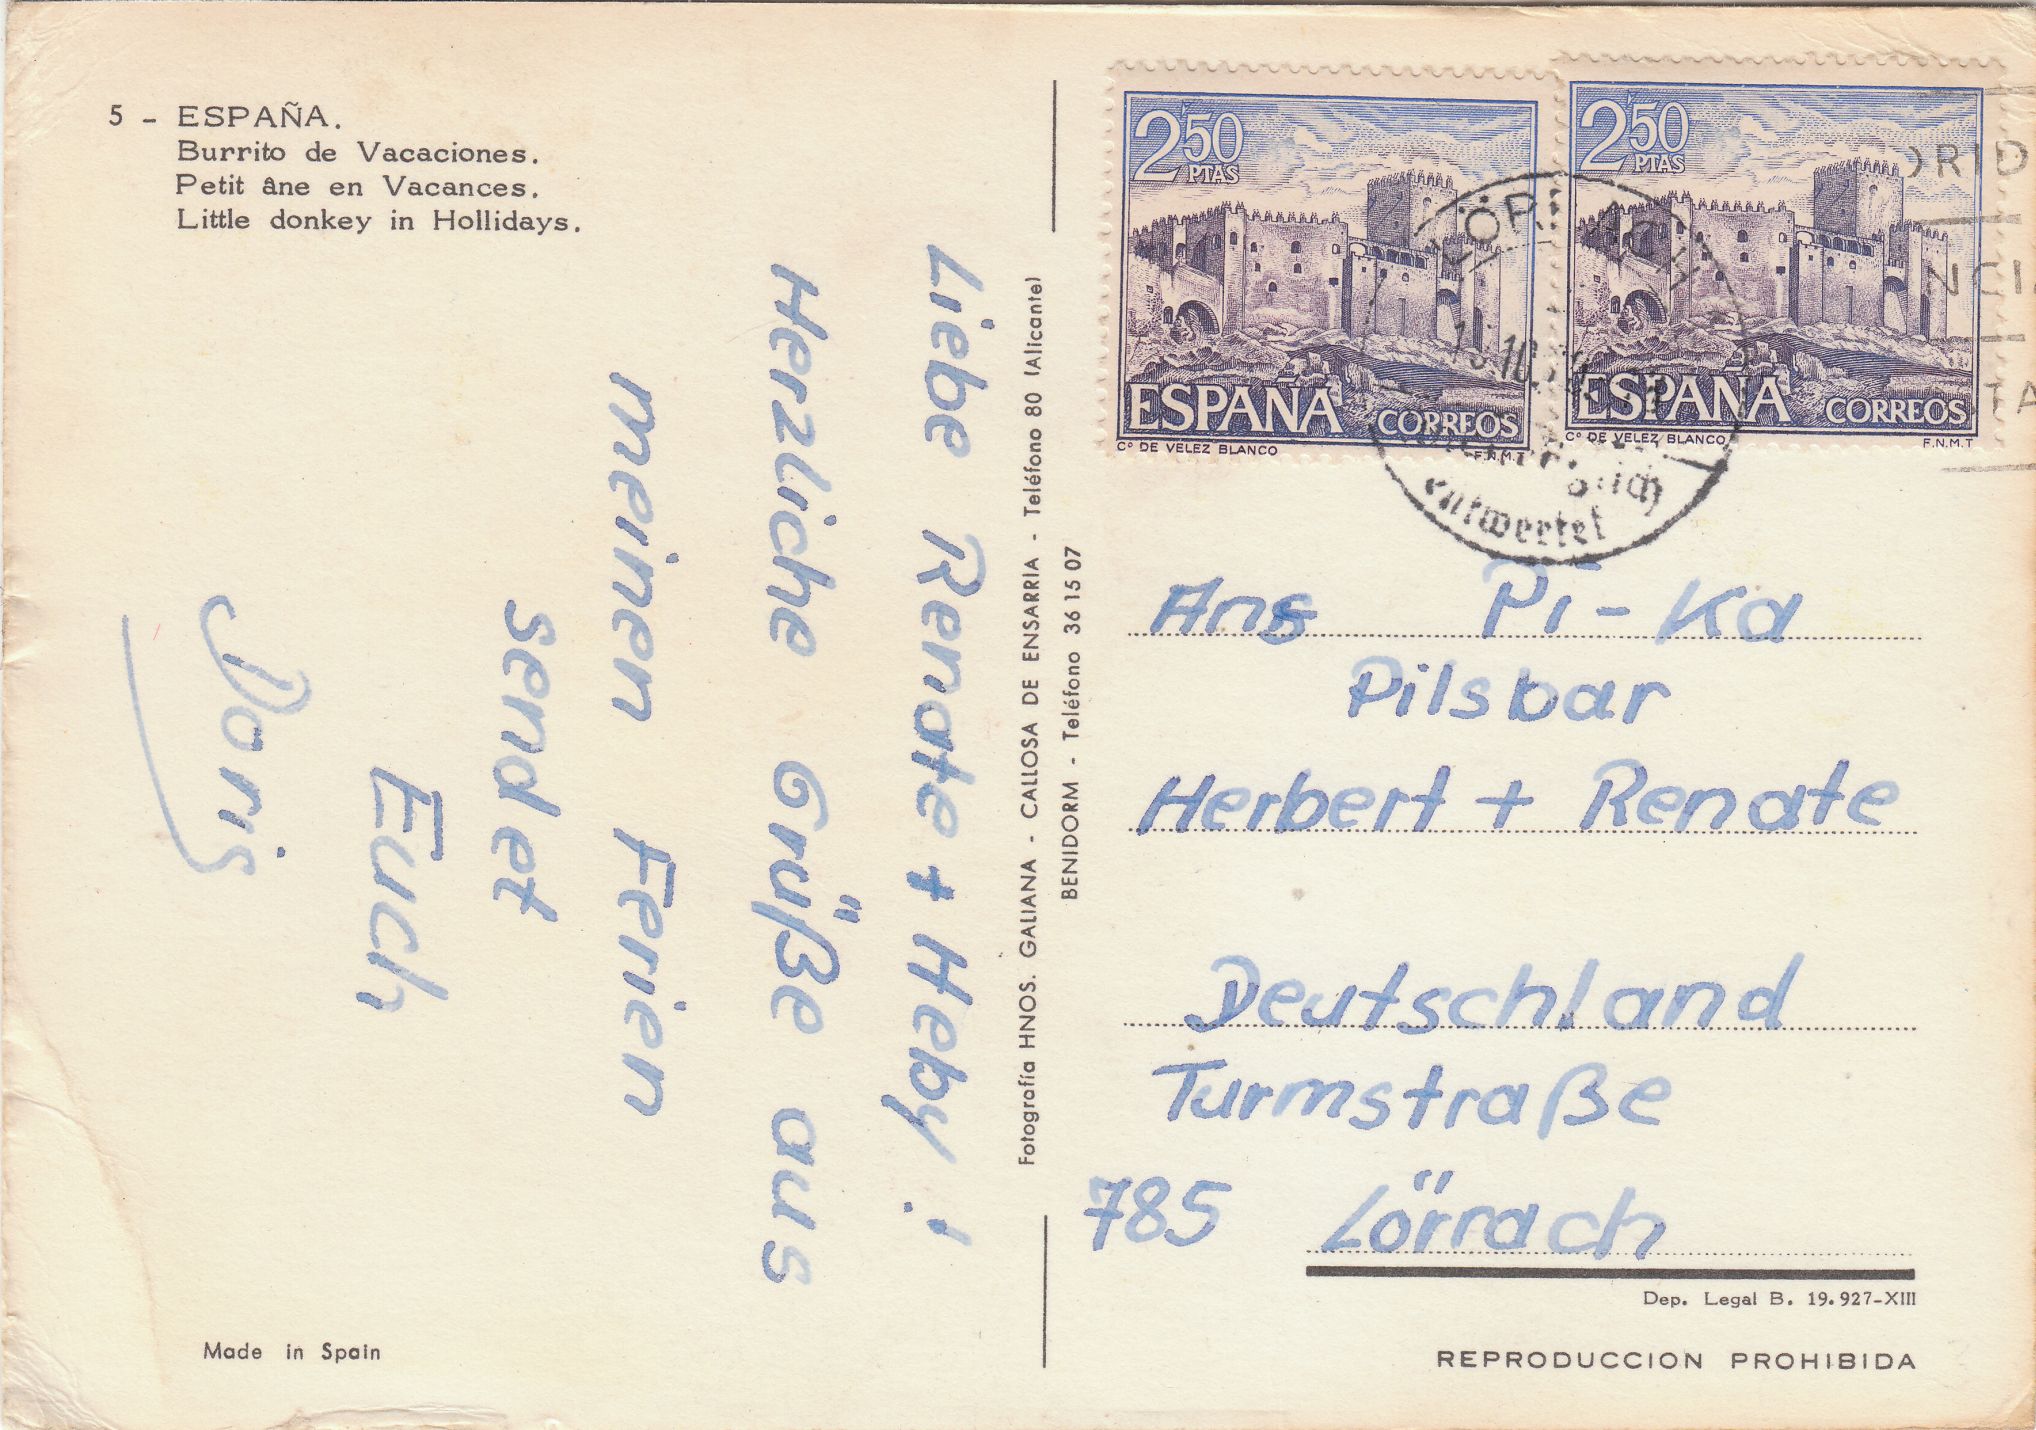 5 - ESPAÑA.
Burrito de Vacaciones.
Petit âne en Vacances.
Little donkey in Hollidays.
Liebe Renate + Heby!
Herzliche Grüße aus
meinen Ferien
sendet
Euch
Doris
Made in Spain
Fotografía HNOS. GALIANA - CALLOSA DE ENSARRIA - Teléfono 80 (Alicante)
BENIDORM - Teléfono 36 15 07
2'50 PTAS
ESPAÑA CORREOS
Cº DE VELEZ BLANCO F.N.M.T
2'50 PTAS
ESPAÑA CORREOS
Cº DE VELEZ BLANCO F.N.M.T
LÖRRACH
entwertet
Ans Pi-Ka
Pilsbar
Herbert + Renate
Deutschland
Turmstraße
785 Lörrach
Dep. Legal B. 19.927-XIII
REPRODUCCION PROHIBIDA